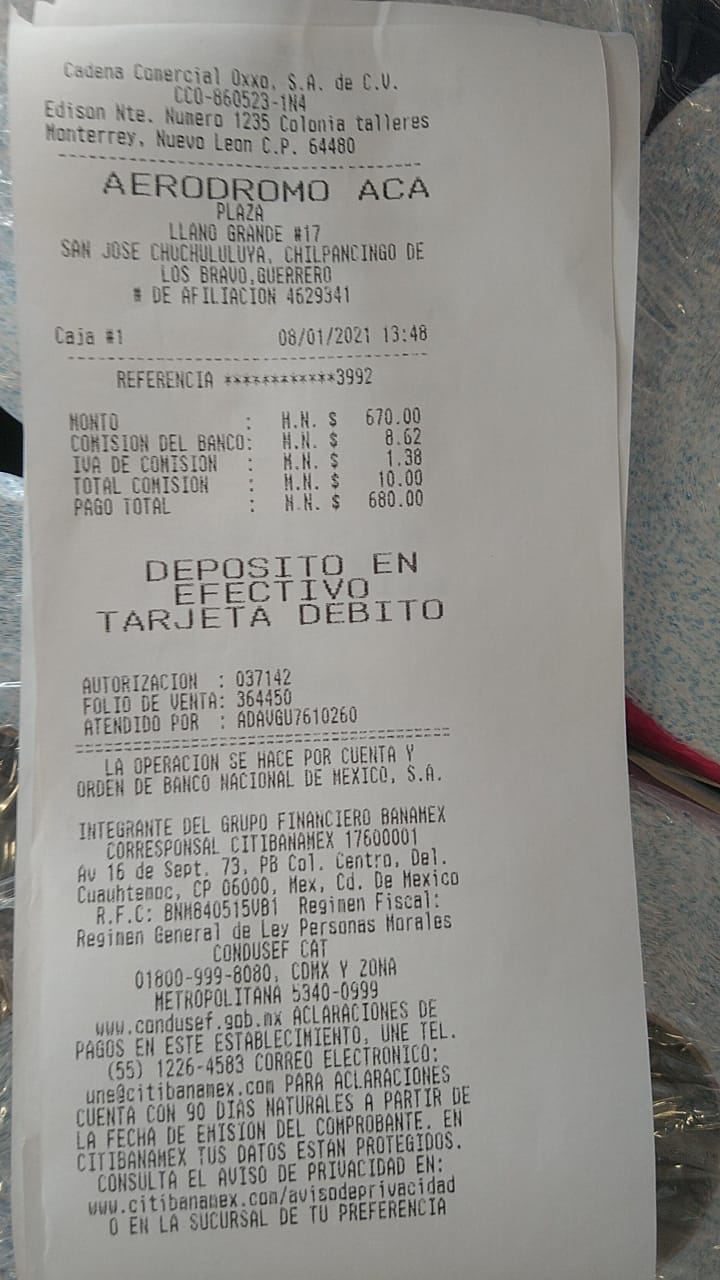 Cadena Comercial Oxxo, S.A. de C.V.
CCO-860523-1N4
Edison Nte. Numero 1235 Colonia talleres
Monterrey, Nuevo Leon C.P. 64480
AERODROMO ACA
PLAZA
LLANO GRANDE #17
SAN JOSE CHUCHULULUYA, CHILPANCINGO DE
LOS BRAVO,GUERRERO
# DE AFILIACION 4629341
Caja #1 08/01/2021 13:48
REFERENCIA ************3992
MONTO : M.N. $ 670.00
COMISION DEL BANCO: M.N. $ 8.62
IVA DE COMISION : M.N. $ 1.38
TOTAL COMISION : M.N. $ 10.00
PAGO TOTAL : M.N. $ 680.00
DEPOSITO EN
EFECTIVO
TARJETA DEBITO
AUTORIZACION : 037142
FOLIO DE VENTA: 364450
ATENDIDO POR : ADAVGU7610260
LA OPERACION SE HACE POR CUENTA Y
ORDEN DE BANCO NACIONAL DE MEXICO, S.A.
INTEGRANTE DEL GRUPO FINANCIERO BANAMEX
CORRESPONSAL CITIBANAMEX 17600001
Av 16 de Sept. 73, PB Col. Centro, Del.
Cuauhtemoc, CP 06000, Mex, Cd. De Mexico
R.F.C: BNM840515VB1 Regimen Fiscal:
Regimen General de Ley Personas Morales
CONDUSEF CAT
01800-999-8080, CDMX Y ZONA
METROPOLITANA 5340-0999
www.condusef.gob.mx ACLARACIONES DE
PAGOS EN ESTE ESTABLECIMIENTO, UNE TEL.
(55) 1226-4583 CORREO ELECTRONICO:
une@citibanamex.com PARA ACLARACIONES
CUENTA CON 90 DIAS NATURALES A PARTIR DE
LA FECHA DE EMISION DEL COMPROBANTE. EN
CITIBANAMEX TUS DATOS ESTAN PROTEGIDOS.
CONSULTA EL AVISO DE PRIVACIDAD EN:
www.citibanamex.com/avisodeprivacidad
O EN LA SUCURSAL DE TU PREFERENCIA